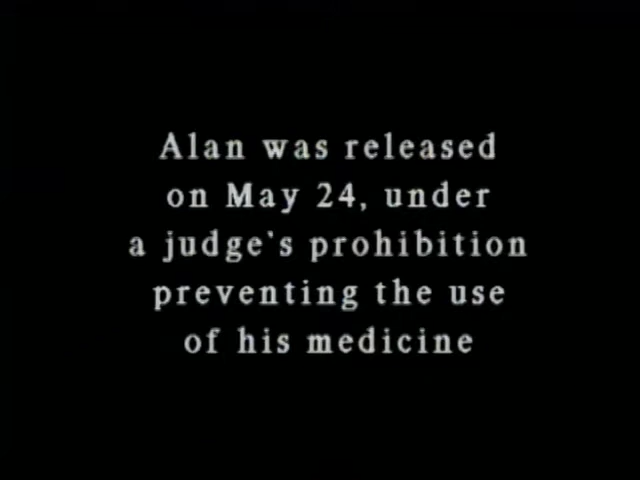 Alan was released
on May 24, under
a judge's prohibition
preventing the use
of his medicine